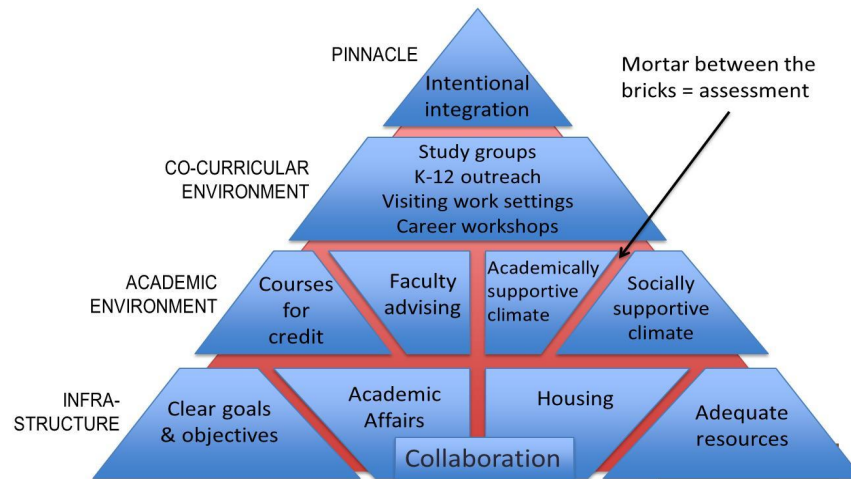 PINNACLE
Intentional
integration
Mortar between the
bricks = assessment
CO-CURRICULAR
ENVIRONMENT
Study groups
K-12 outreach
Visiting work settings
Career workshops
ACADEMIC
ENVIRONMENT
Courses
for
credit
Faculty
advising
Academically
supportive
climate
Socially
supportive
climate
INFRA-
STRUCTURE
Clear goals
& objectives
Academic
Affairs
Housing
Adequate
resources
Collaboration